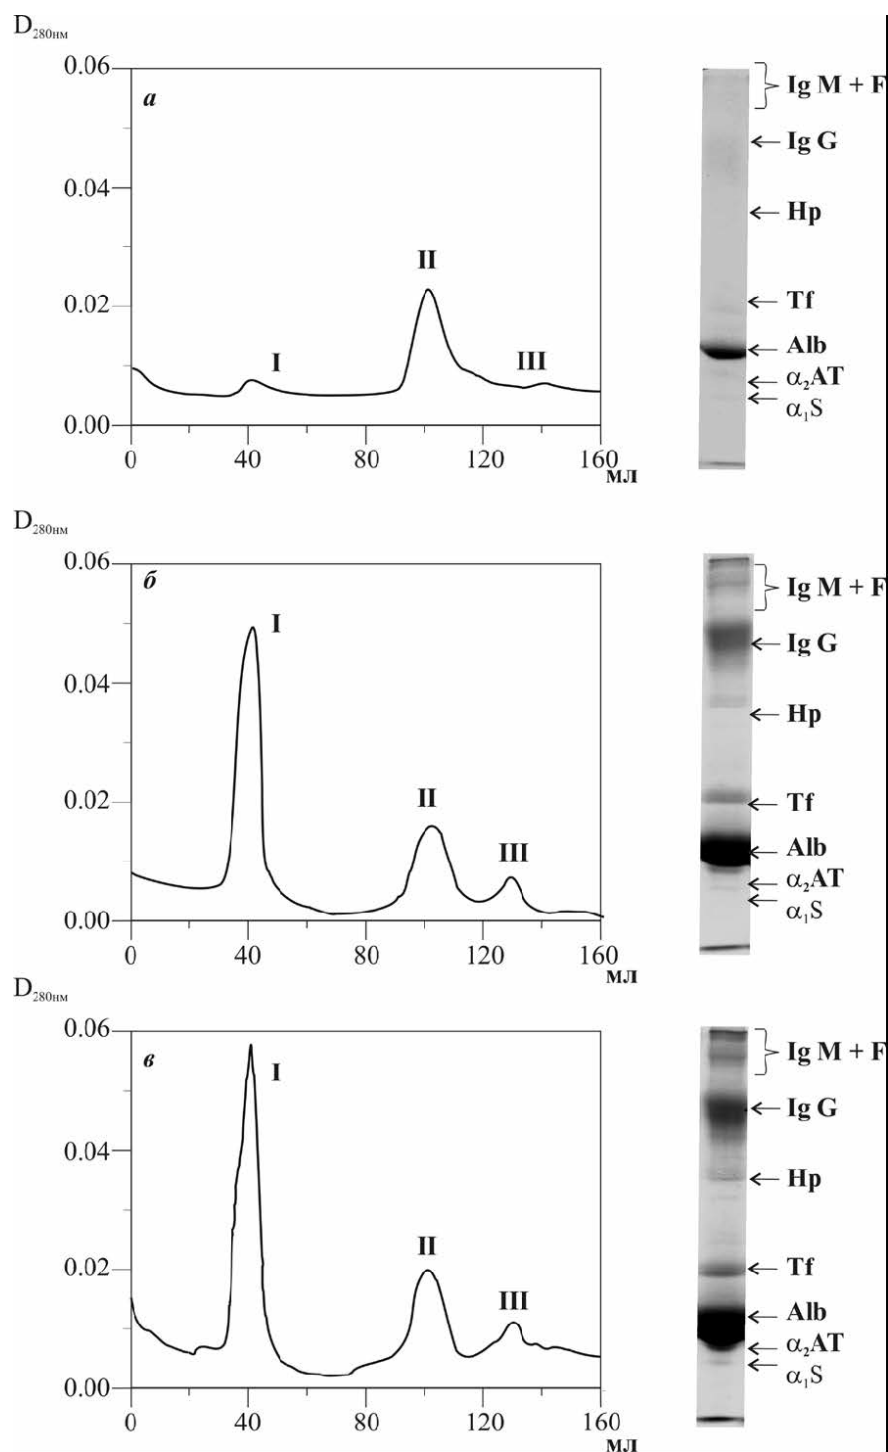 D280нм
0.06
а
0.04
0.02
0.00
I
II
III
0 40 80 120 160
мл
Ig M + F
Ig G
Hp
Tf
Alb
α2AT
α1S
D280нм
0.06
б
0.04
0.02
0.00
I
II
III
0 40 80 120 160
мл
Ig M + F
Ig G
Hp
Tf
Alb
α2AT
α1S
D280нм
0.06
в
0.04
0.02
0.00
I
II
III
0 40 80 120 160
мл
Ig M + F
Ig G
Hp
Tf
Alb
α2AT
α1S